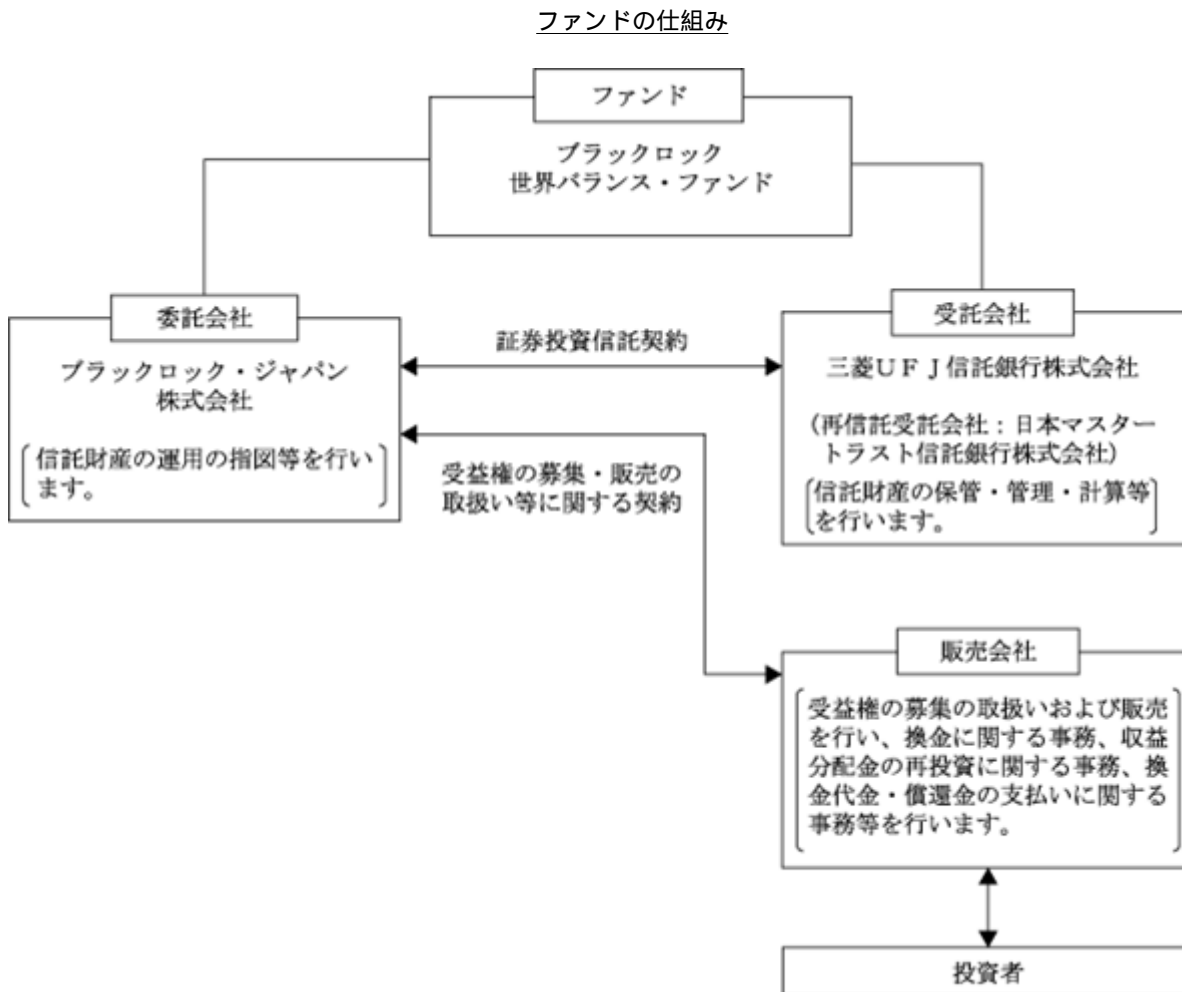 ファンドの仕組み
ファンド
ブラックロック
世界バランス・ファンド
委託会社
ブラックロック・ジャパン
株式会社
信託財産の運用の指図等を行い
ます。
証券投資信託契約
受益権の募集・販売の
取扱い等に関する契約
受託会社
三菱UFJ信託銀行株式会社
(再信託受託会社:日本マスター
トラスト信託銀行株式会社)
信託財産の保管・管理・計算等
を行います。
販売会社
受益権の募集の取扱いおよび販売
を行い、換金に関する事務、収益
分配金の再投資に関する事務、換
金代金・償還金の支払いに関する
事務等を行います。
投資者